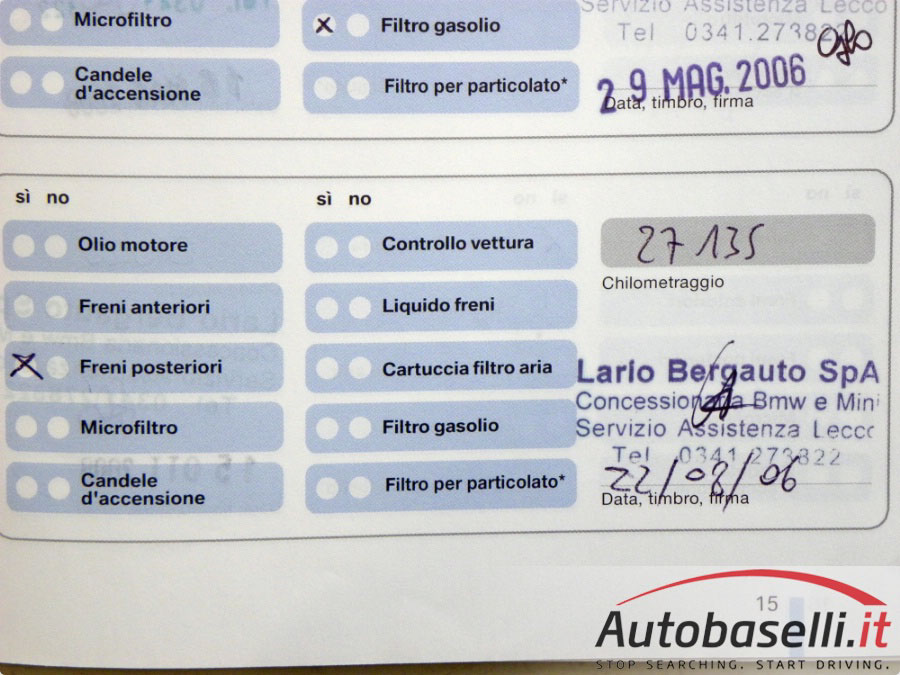 Microfiltro
X Filtro gasolio
Servizio Assistenza Lecco
Tel 0341.273822
Candele
d'accensione
Filtro per particolato*
29 MAG. 2006
Data, timbro, firma
sì no
sì no
Olio motore
Controllo vettura
27 135
Chilometraggio
Freni anteriori
Liquido freni
X Freni posteriori
Cartuccia filtro aria
Lario Bergauto SpA
Concessionaria Bmw e Mini
Servizio Assistenza Lecco
Tel 0341 273822
Microfiltro
Filtro gasolio
Candele
d'accensione
Filtro per particolato*
22/08/06
Data, timbro, firma
15
Autobaselli.it
STOP SEARCHING. START DRIVING.